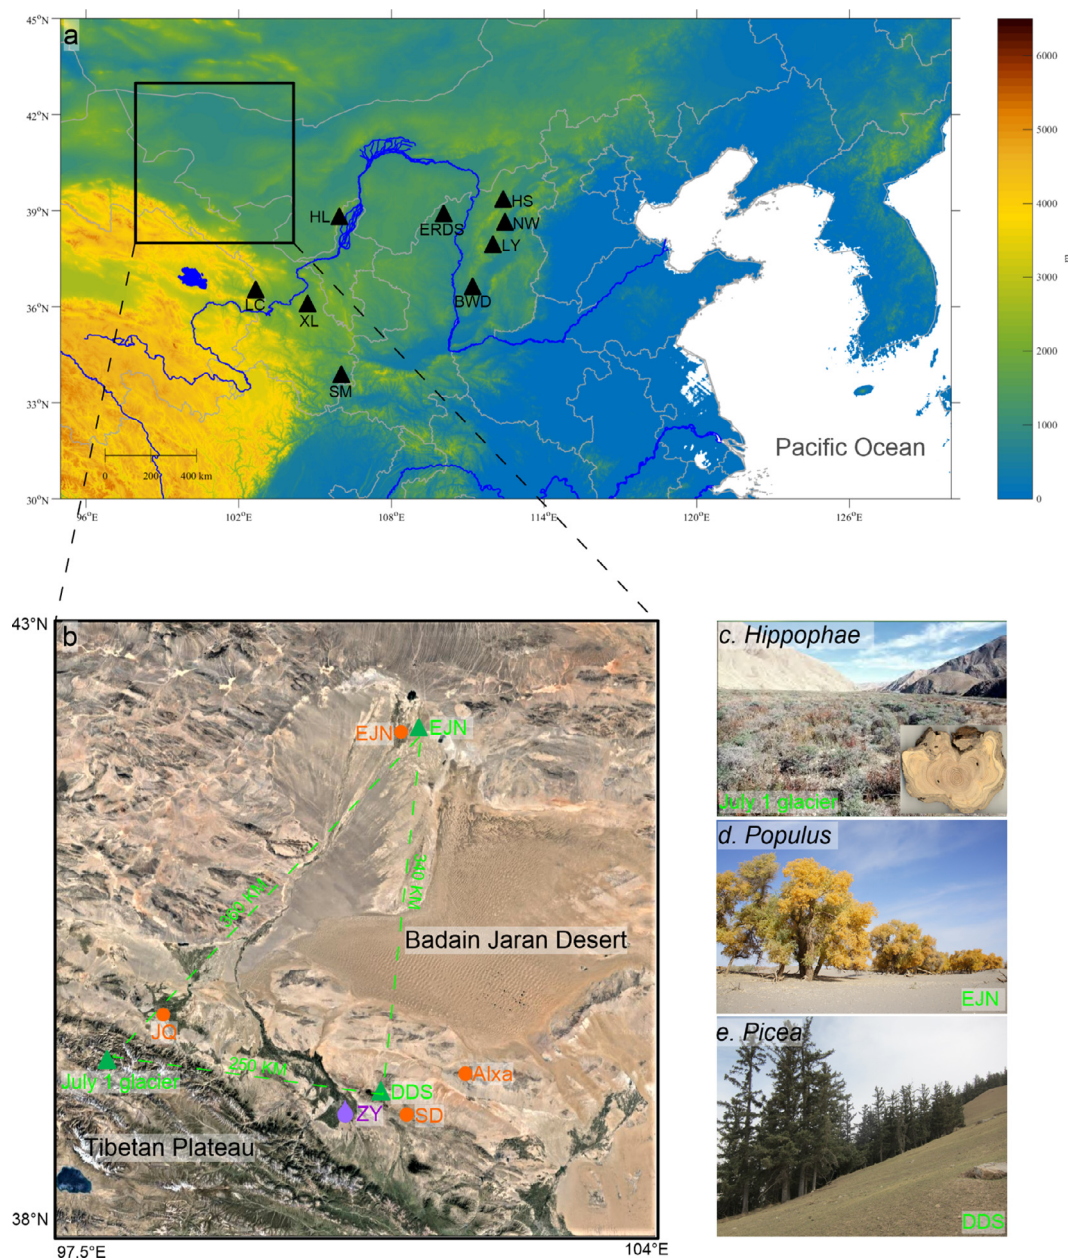 a
45°N
42°N
39°N
36°N
33°N
30°N
96°E
102°E
108°E
114°E
120°E
126°E
HL
ERDS
HS
NW
LY
BWD
LC
XL
SM
Pacific Ocean
0 200 400 km
6000
5000
4000
3000
2000
1000
0
m
b
43°N
38°N
97.5°E
104°E
EJN
EJN
340 KM
380 KM
Badain Jaran Desert
JQ
July 1 glacier
250 KM
Alxa
DDS
ZY
SD
Tibetan Plateau
c. Hippophae
July 1 glacier
d. Populus
EJN
e. Picea
DDS